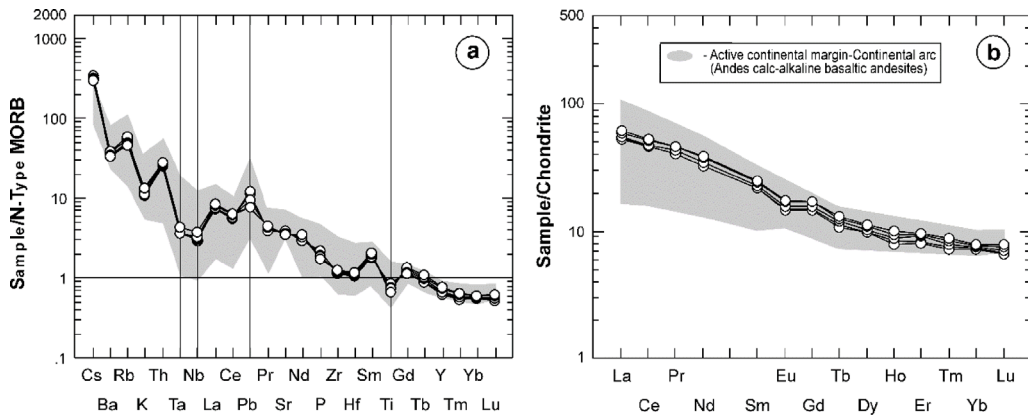 2000
1000
100
10
1
.1
Sample/N-Type MORB
a
Cs Rb Th Nb Ce Pr Nd Zr Sm Gd Y Yb
Ba K Ta La Pb Sr P Hf Ti Tb Tm Lu
500
100
10
1
Sample/Chondrite
- Active continental margin-Continental arc
(Andes calc-alkaline basaltic andesites)
b
La Pr Eu Tb Ho Tm Lu
Ce Nd Sm Gd Dy Er Yb